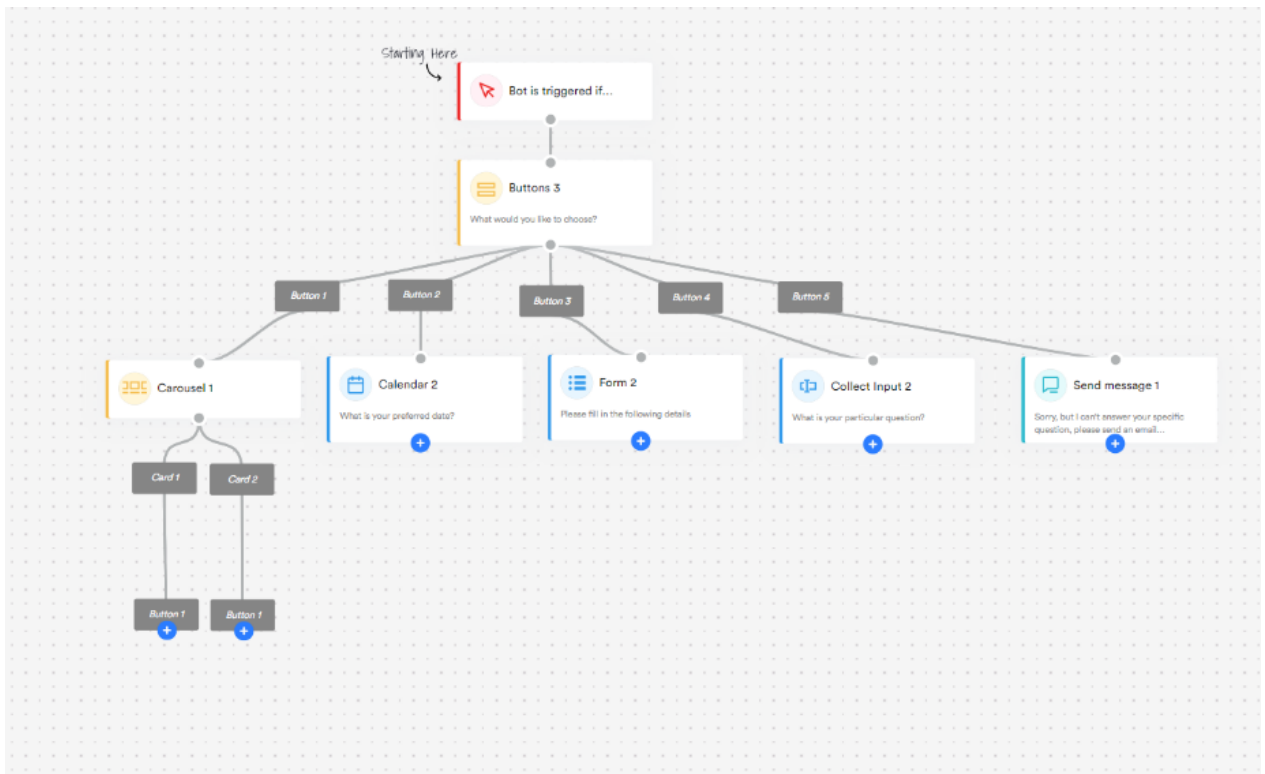 Starting Here
Bot is triggered if...
Buttons 3
What would you like to choose?
Button 1
Button 2
Button 3
Button 4
Button 5
Carousel 1
Calendar 2
What is your preferred date?
Form 2
Please fill in the following details
Collect Input 2
What is your particular question?
Send message 1
Sorry, but I can't answer your specific
question, please send an email...
Card 1
Card 2
Button 1
Button 1